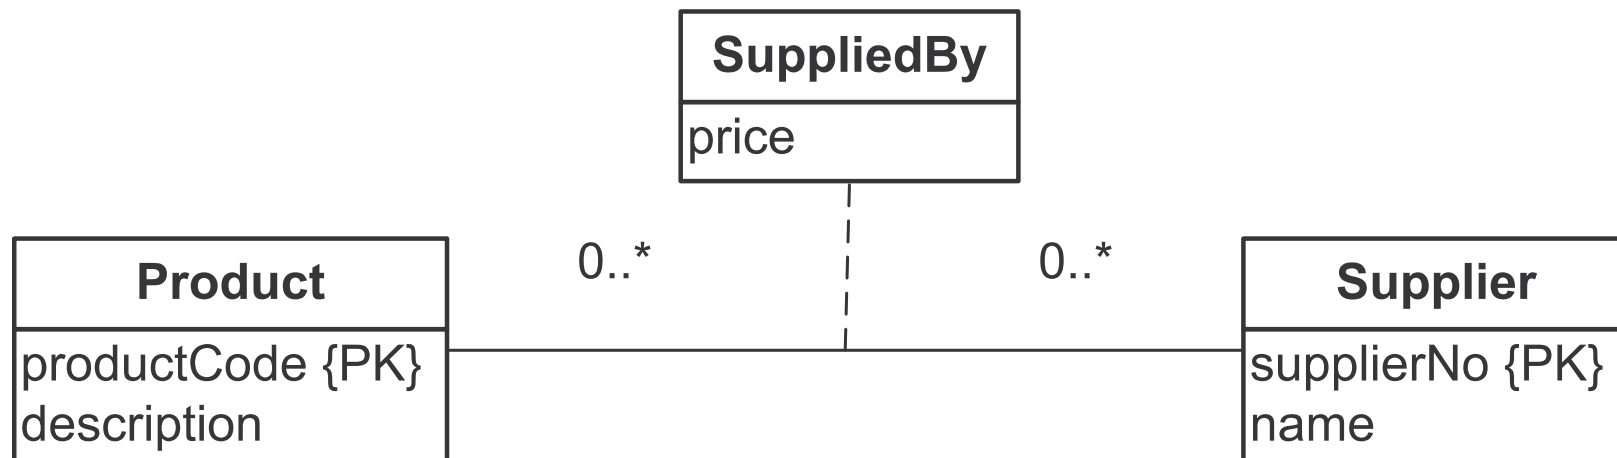 SuppliedBy
price
0..*
0..*
Product
productCode {PK}
description
Supplier
supplierNo {PK}
name